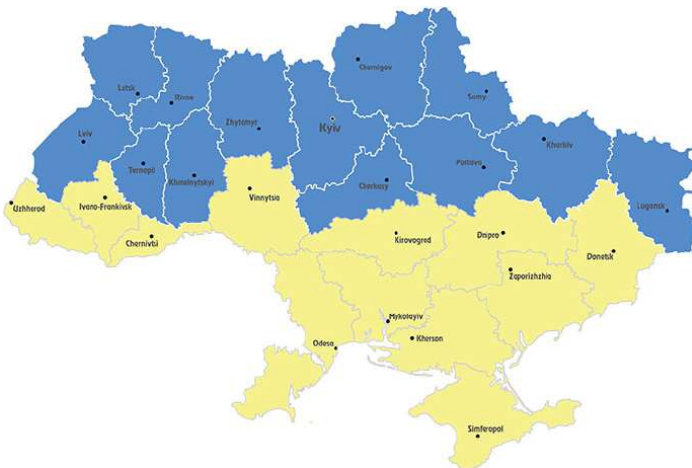 Chernigov
Lutsk
Rivne
Sumy
Kyiv
Zhytomyr
Lviv
Kharkiv
Ternopil
Poltava
Khmelnytskyi
Cherkasy
Vinnytsia
Uzhhorod
Ivano-Frankivsk
Lugansk
Chernivtsi
Kirovograd
Dnipro
Donetsk
Zaporizhzhia
Mykolayiv
Kherson
Odesa
Simferopol